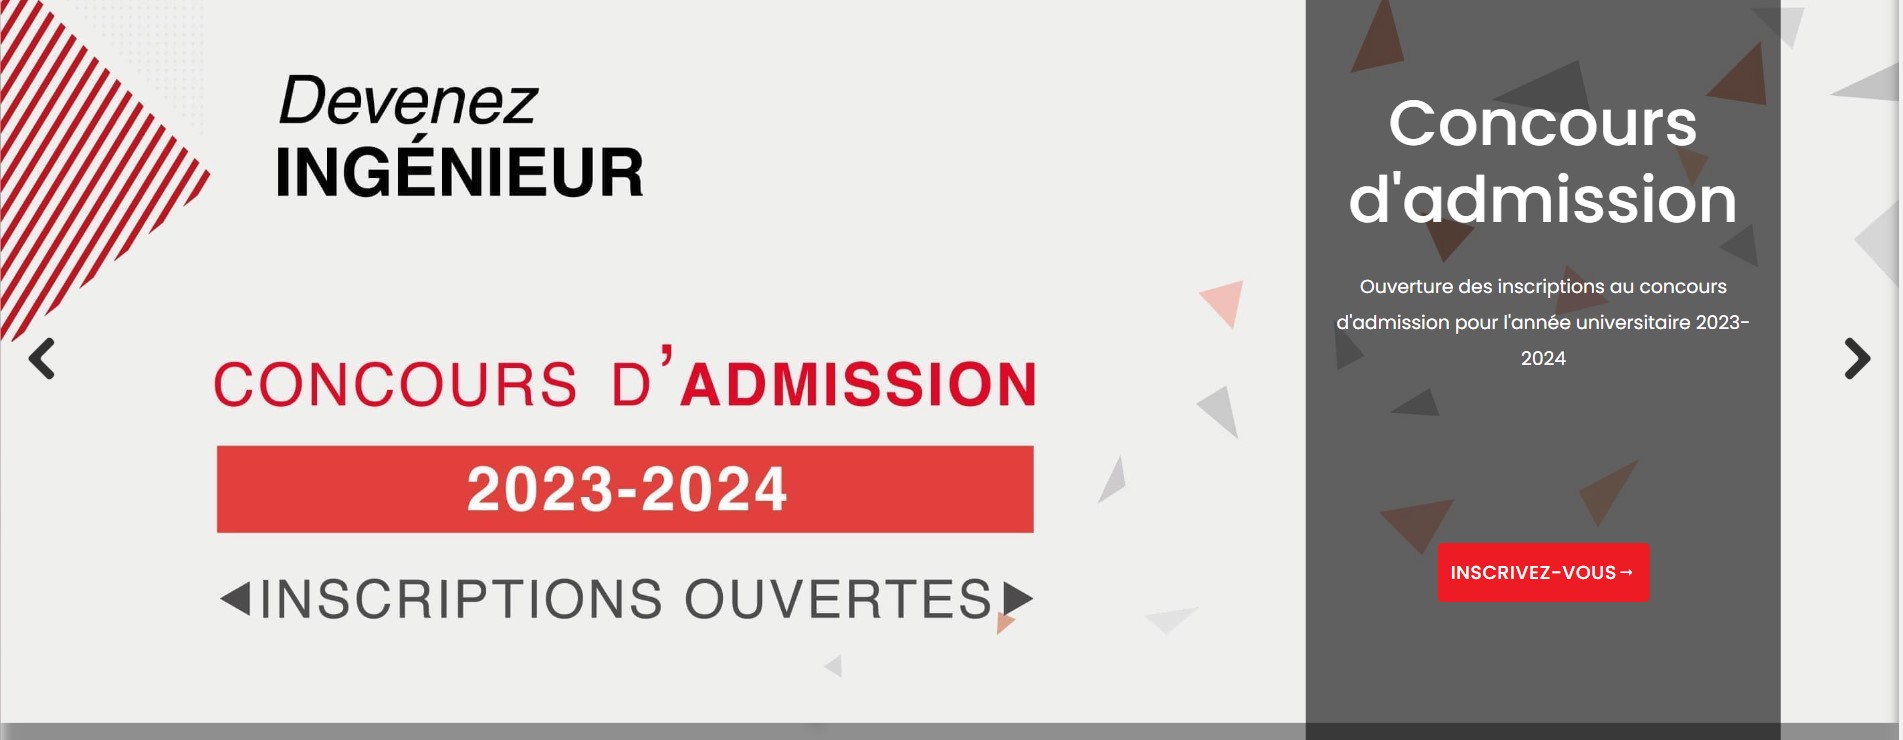 Devenez
INGÉNIEUR
CONCOURS D'ADMISSION
2023-2024
INSCRIPTIONS OUVERTES
Concours
d'admission
Ouverture des inscriptions au concours
d'admission pour l'année universitaire 2023-
2024
INSCRIVEZ-VOUS→